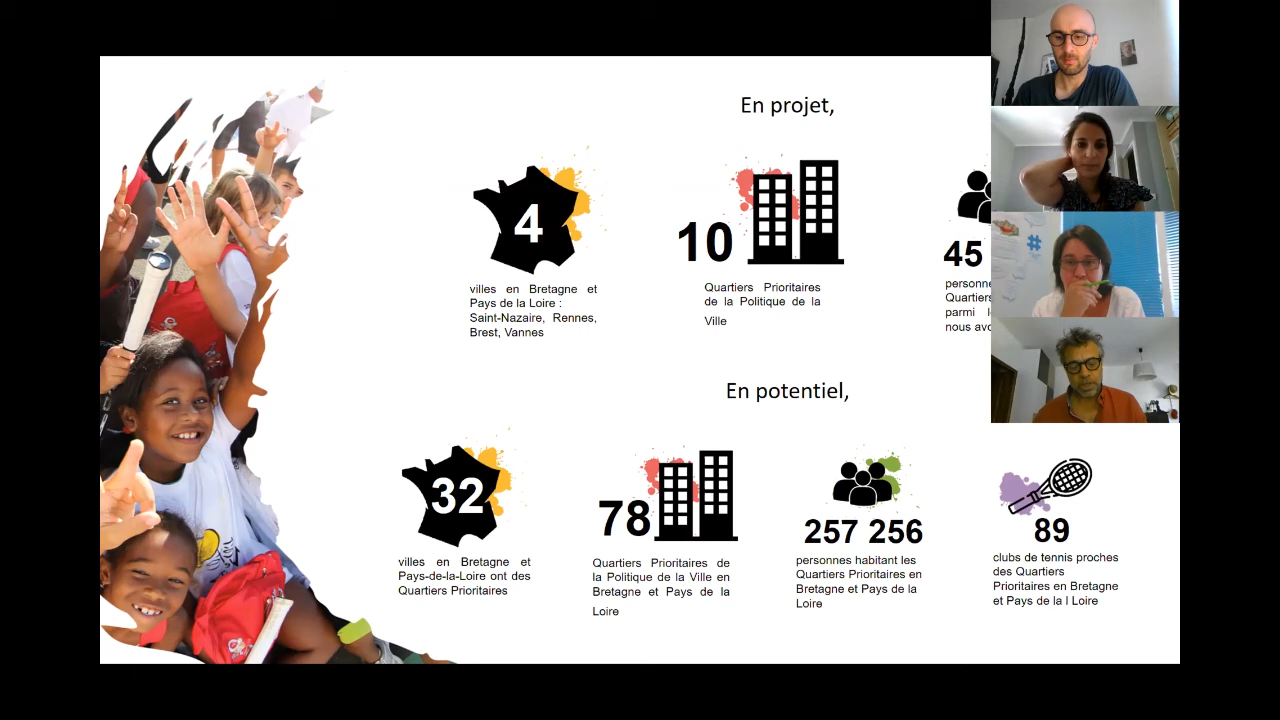 En projet,
4
villes en Bretagne et
Pays de la Loire :
Saint-Nazaire, Rennes,
Brest, Vannes
10
Quartiers Prioritaires
de la Politique de la
Ville
45
Quartiers
parmi
nous
En potentiel,
32
villes en Bretagne et
Pays-de-la-Loire ont des
Quartiers Prioritaires
78
Quartiers Prioritaires de
la Politique de la Ville en
Bretagne et Pays de la
Loire
257 256
personnes habitant les
Quartiers Prioritaires en
Bretagne et Pays de la
Loire
89
clubs de tennis proches
des Quartiers
Prioritaires en Bretagne
et Pays de la l Loire